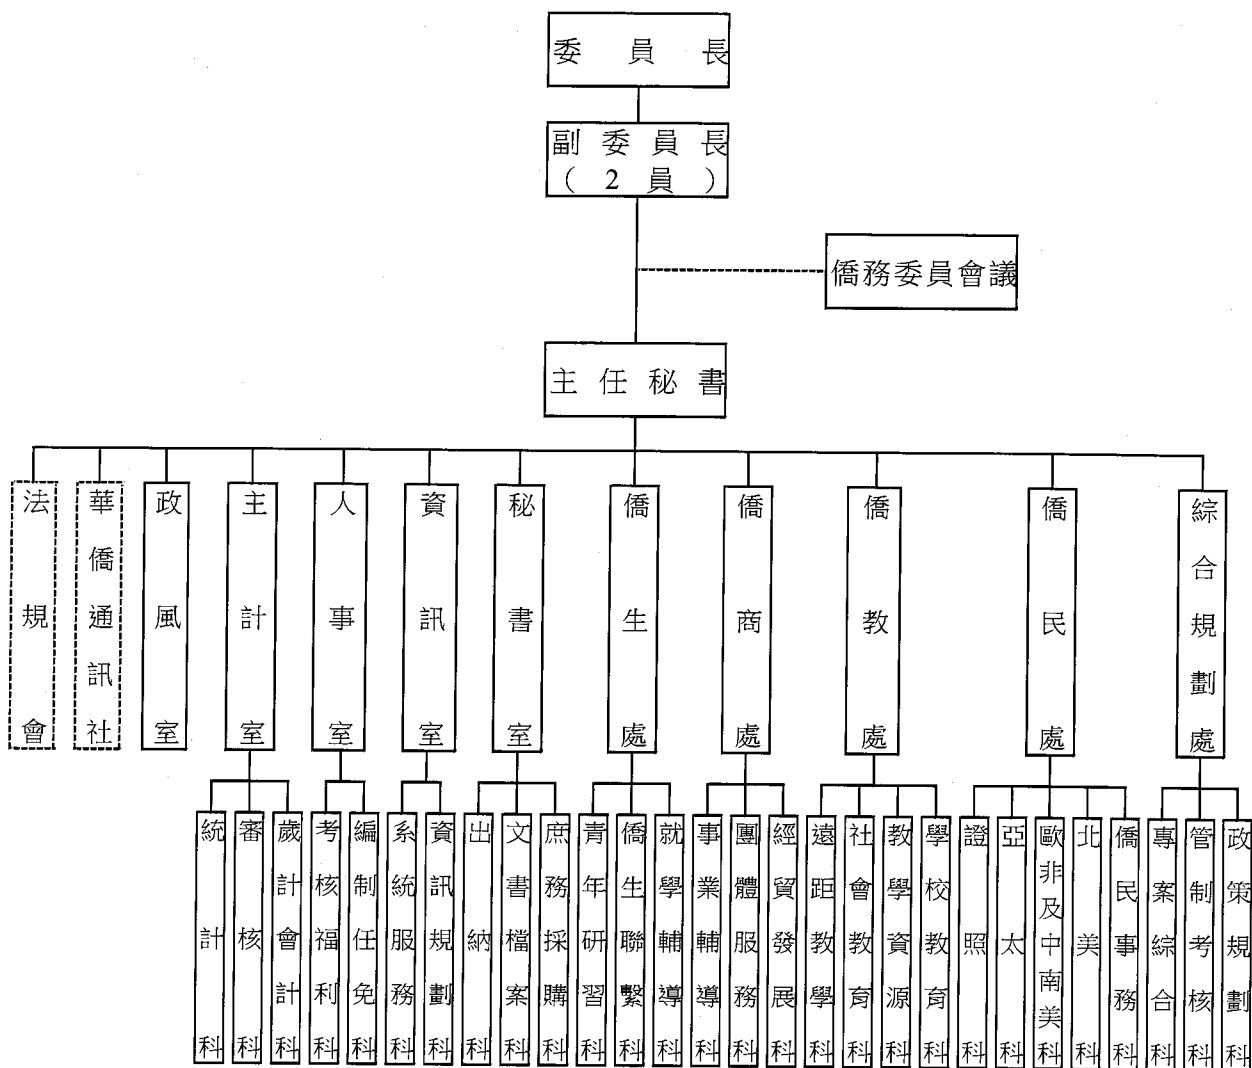 委員長
副委員長
（2員）
僑務委員會議
主任秘書
法規會
華僑通訊社
政風室
主計室
人事室
資訊室
秘書室
僑生處
僑商處
僑教處
僑民處
綜合規劃處
統計科
審核科
歲計會計科
考核福利科
編制任免科
系統服務科
資訊規劃科
出納科
文書檔案科
庶務採購科
青年研習科
僑生聯繫科
就學輔導科
事業輔導科
團體服務科
經貿發展科
遠距教學科
社會教育科
教學資源科
學校教育科
證照科
亞太科
歐非及中南美科
北美科
僑民事務科
專案綜合科
管制考核科
政策規劃科